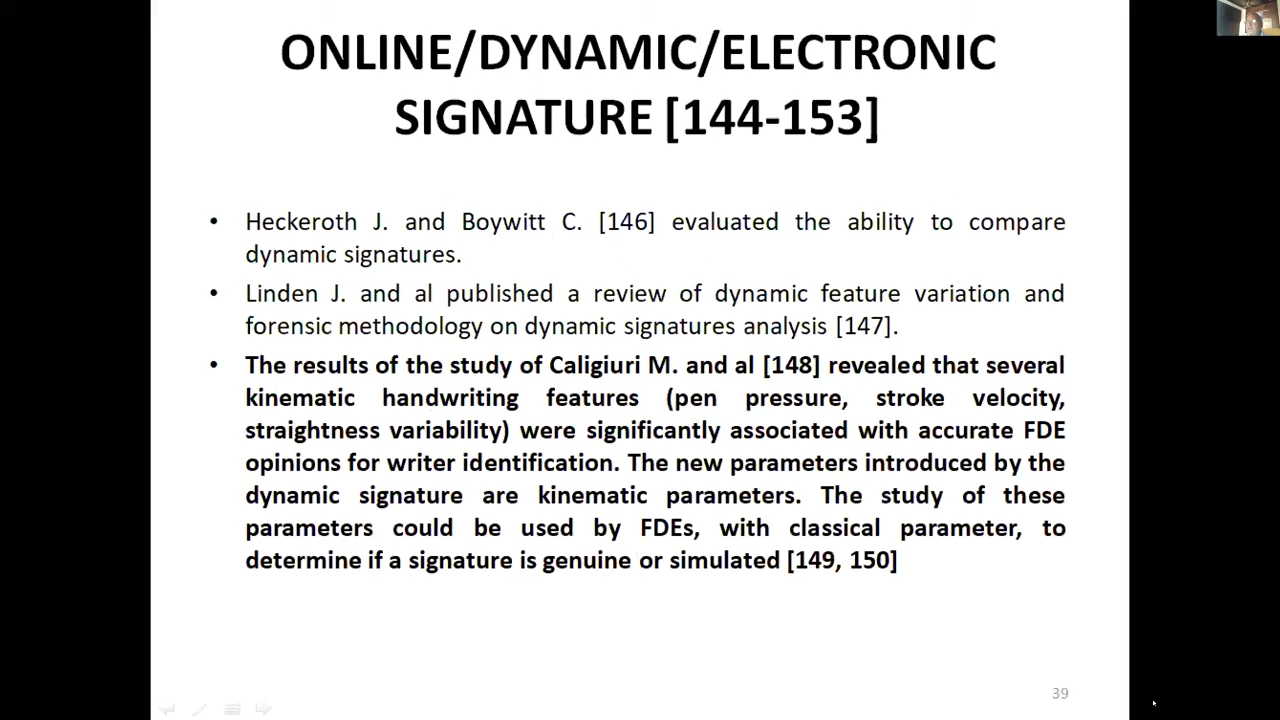 ONLINE/DYNAMIC/ELECTRONIC
SIGNATURE [144-153]
• Heckeroth J. and Boywitt C. [146] evaluated the ability to compare
dynamic signatures.
• Linden J. and al published a review of dynamic feature variation and
forensic methodology on dynamic signatures analysis [147].
• The results of the study of Caligiuri M. and al [148] revealed that several
kinematic handwriting features (pen pressure, stroke velocity,
straightness variability) were significantly associated with accurate FDE
opinions for writer identification. The new parameters introduced by the
dynamic signature are kinematic parameters. The study of these
parameters could be used by FDEs, with classical parameter, to
determine if a signature is genuine or simulated [149, 150]
39